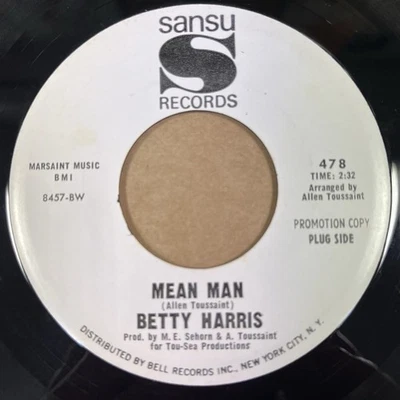 sansu
S
RECORDS
MARSAINT MUSIC
BMI
8457-BW
478
TIME: 2:32
Arranged by
Allen Toussaint
PROMOTION COPY
PLUG SIDE
MEAN MAN
(Allen Toussaint)
BETTY HARRIS
Prod. by M. E. Sehorn & A. Toussaint
for Tou-Sea Productions
DISTRIBUTED BY BELL RECORDS INC., NEW YORK CITY, N. Y.